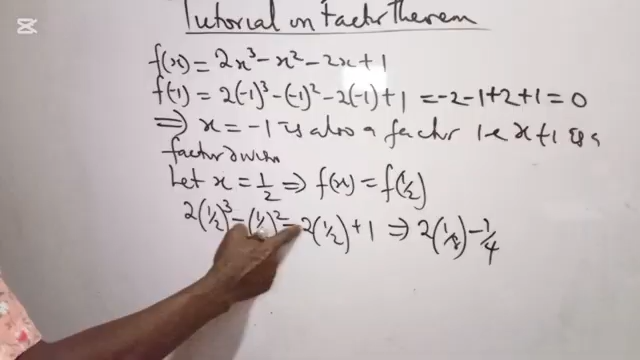 Tutorial on Factor Theorem
f(x) = 2x³ - x² - 2x + 1
f(-1) = 2(-1)³ - (-1)² - 2(-1) + 1 = -2 - 1 + 2 + 1 = 0
⇒ x = -1 is also a factor i.e x + 1 is a
factor
Let x = 1/2 ⇒ f(x) = f(1/2)
2(1/2)³ - (1/2)² - 2(1/2) + 1 ⇒ 2(1/8) - 1/4